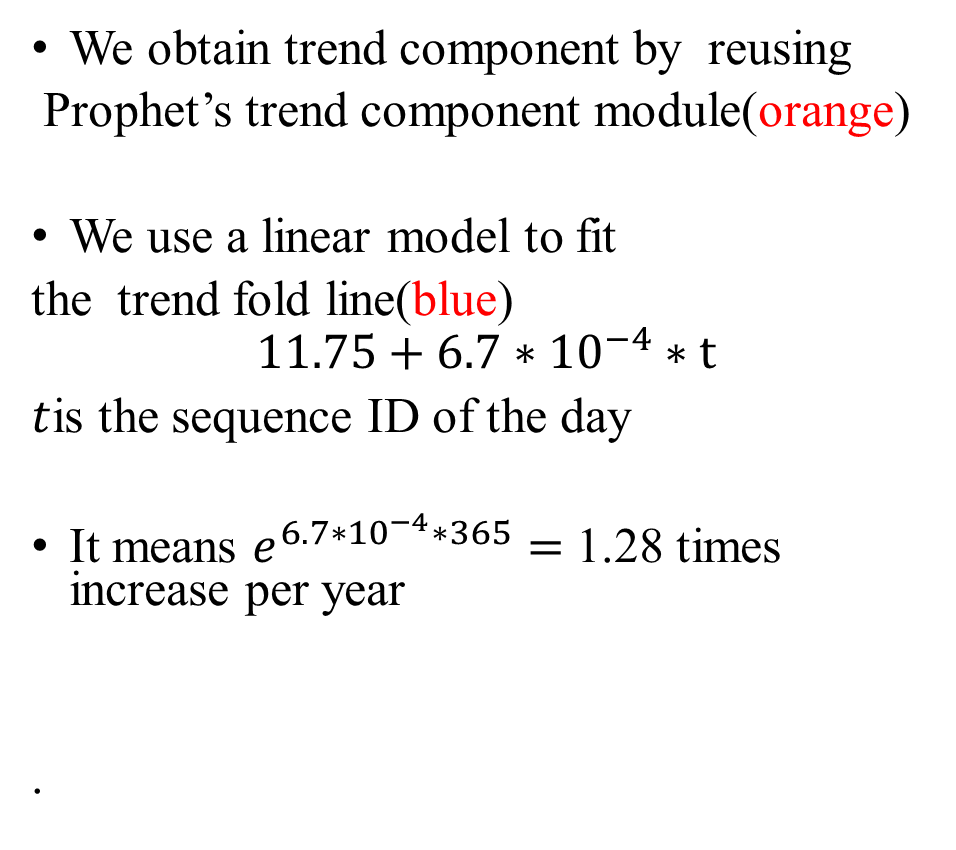 • We obtain trend component by  reusing
Prophet’s trend component module(orange)
• We use a linear model to fit
the  trend fold line(blue)
11.75 + 6.7 ∗ 10⁻⁴ ∗ t
𝑡is the sequence ID of the day
• It means 𝑒^{6.7∗10^{−4}∗365} = 1.28 times
increase per year
.